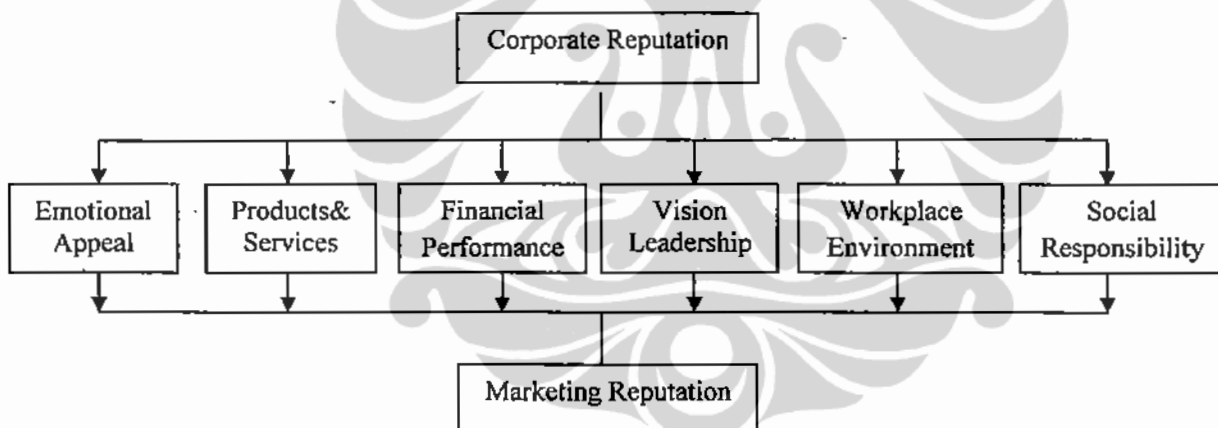 Corporate Reputation
Emotional
Appeal
Products&
Services
Financial
Performance
Vision
Leadership
Workplace
Environment
Social
Responsibility
Marketing Reputation